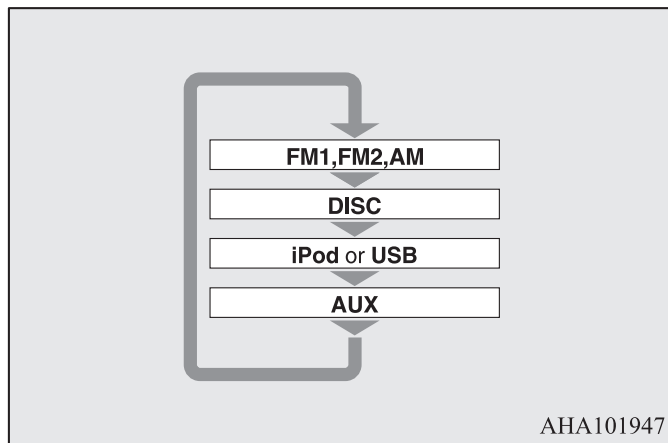 FM1,FM2,AM
DISC
iPod or USB
AUX
AHA101947